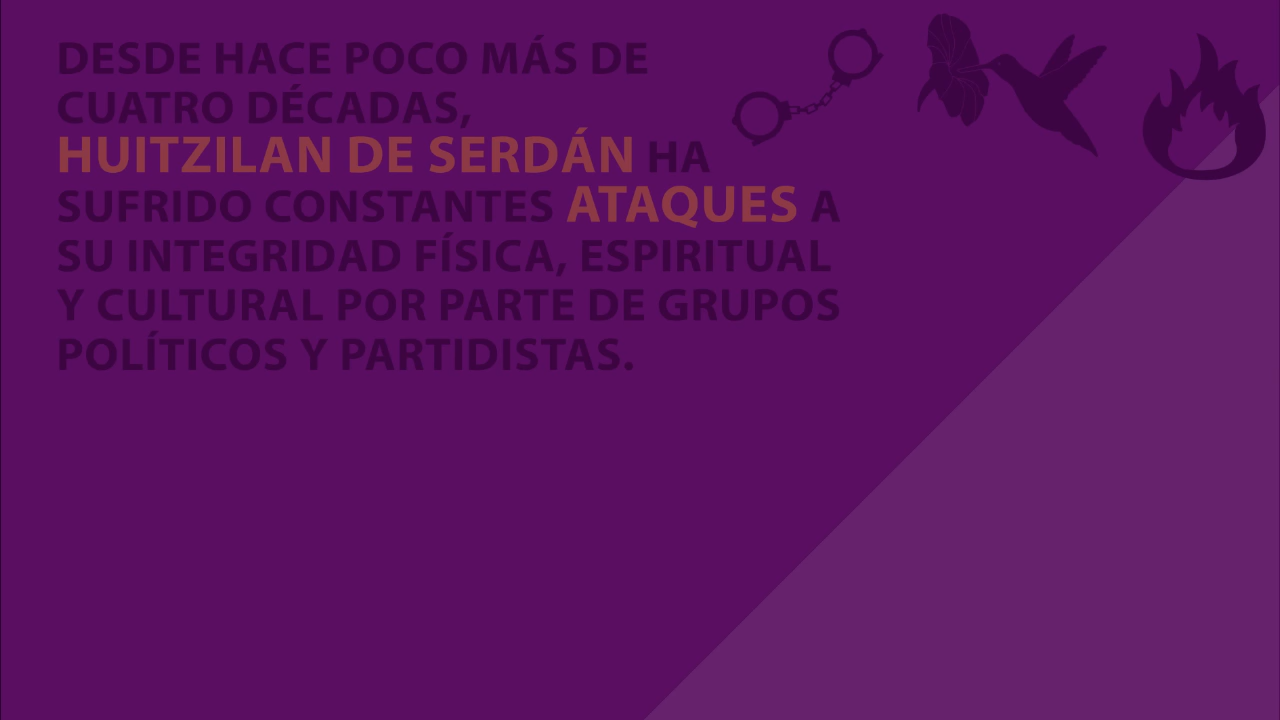 DESDE HACE POCO MÁS DE
CUATRO DÉCADAS,
HUITZILAN DE SERDÁN HA
SUFRIDO CONSTANTES ATAQUES A
SU INTEGRIDAD FÍSICA, ESPIRITUAL
Y CULTURAL POR PARTE DE GRUPOS
POLÍTICOS Y PARTIDISTAS.